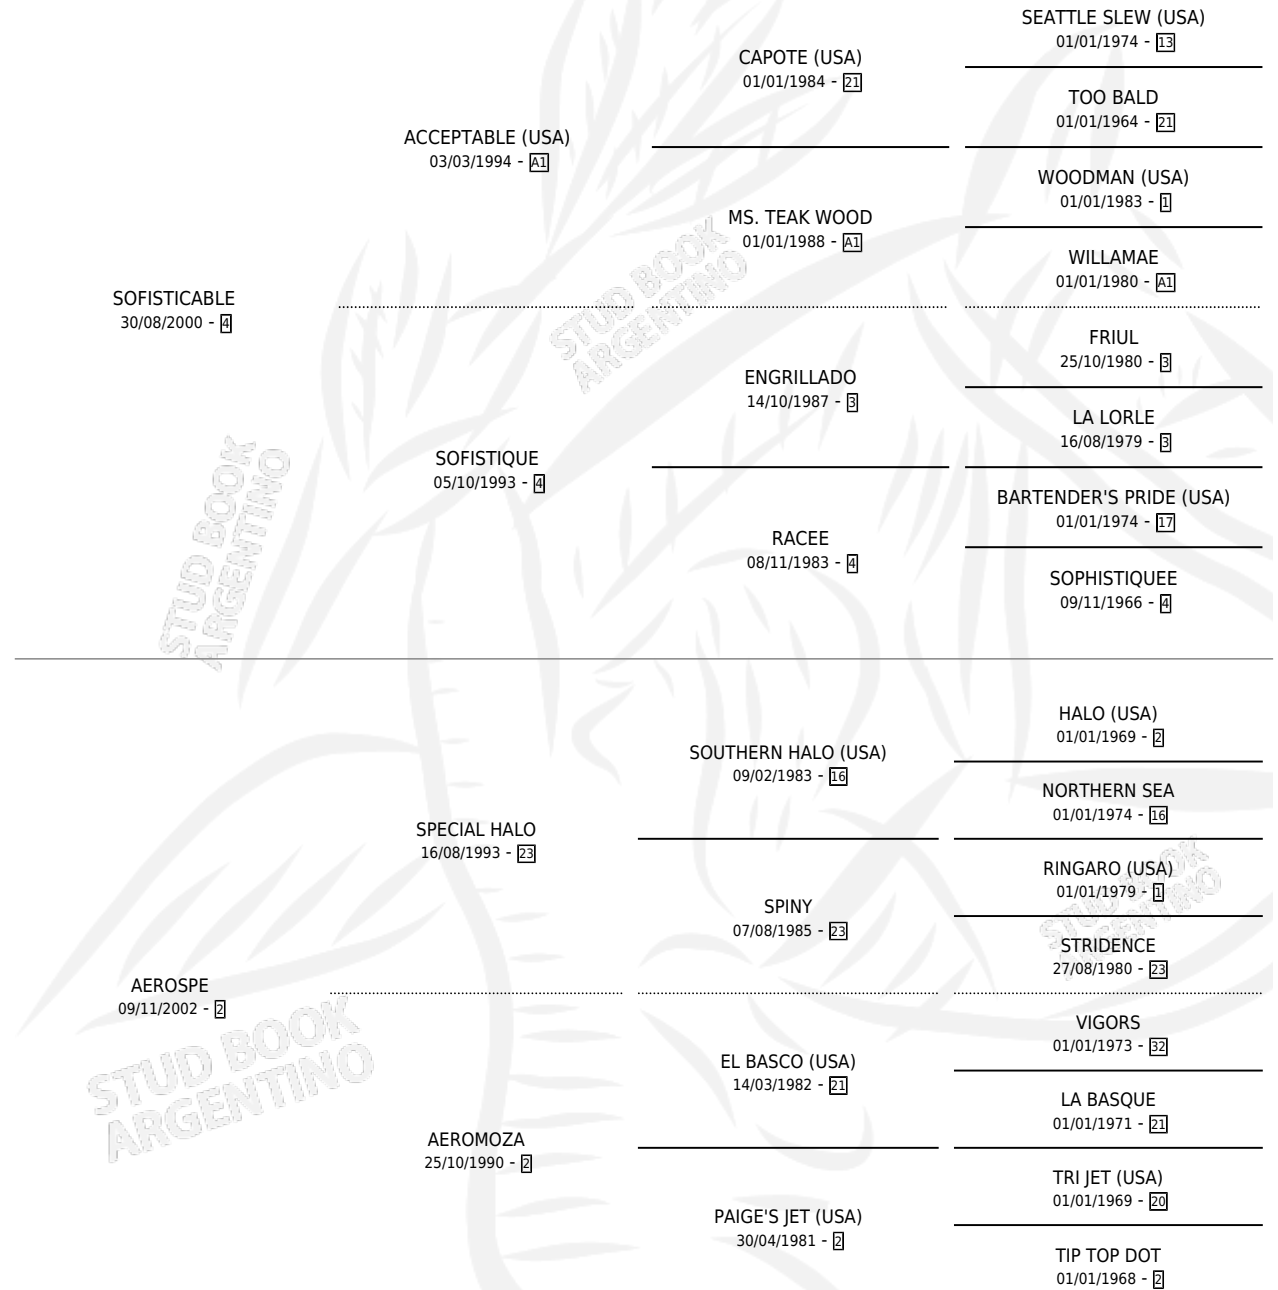 SEATTLE SLEW (USA)
01/01/1974 - 13
CAPOTE (USA)
01/01/1984 - 21
TOO BALD
01/01/1964 - 21
ACCEPTABLE (USA)
03/03/1994 - A1
WOODMAN (USA)
01/01/1983 - 1
MS. TEAK WOOD
01/01/1988 - A1
WILLAMAE
01/01/1980 - A1
SOFISTICABLE
30/08/2000 - 4
FRIUL
25/10/1980 - 3
ENGRILLADO
14/10/1987 - 3
LA LORLE
16/08/1979 - 3
SOFISTIQUE
05/10/1993 - 4
BARTENDER'S PRIDE (USA)
01/01/1974 - 17
RACEE
08/11/1983 - 4
SOPHISTIQUEE
09/11/1966 - 4
STUD BOOK
ARGENTINO
STUD BOOK
ARGENTINO
HALO (USA)
01/01/1969 - 2
SOUTHERN HALO (USA)
09/02/1983 - 16
NORTHERN SEA
01/01/1974 - 16
SPECIAL HALO
16/08/1993 - 23
RINGARO (USA)
01/01/1979 - 1
SPINY
07/08/1985 - 23
STRIDENCE
27/08/1980 - 23
AEROSPE
09/11/2002 - 2
VIGORS
01/01/1973 - 32
EL BASCO (USA)
14/03/1982 - 21
LA BASQUE
01/01/1971 - 21
AEROMOZA
25/10/1990 - 2
TRI JET (USA)
01/01/1969 - 20
PAIGE'S JET (USA)
30/04/1981 - 2
TIP TOP DOT
01/01/1968 - 2
STUD BOOK
ARGENTINO
STUD BOOK
ARGENTINO